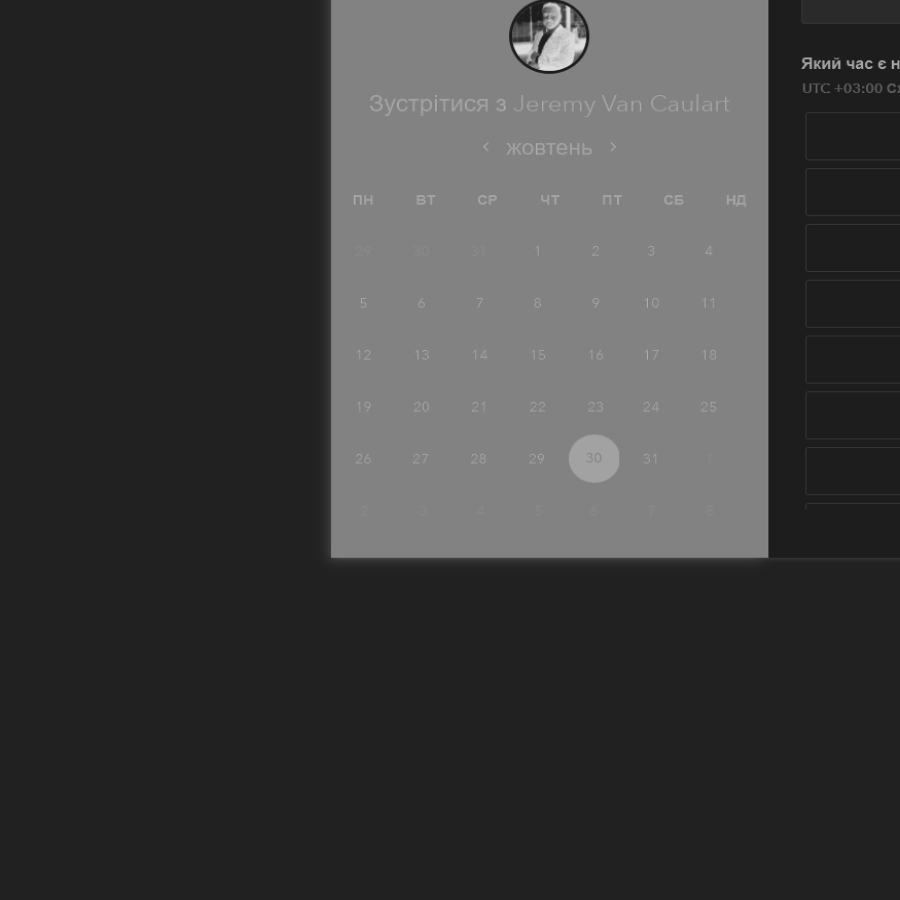 Зустрітися з Jeremy Van Caulart
жовтень
ПН ВТ СР ЧТ ПТ СБ НД
29 30 31 1 2 3 4
5 6 7 8 9 10 11
12 13 14 15 16 17 18
19 20 21 22 23 24 25
26 27 28 29 30 31 1
2 3 4 5 6 7 8
Який час є
UTC +03:00